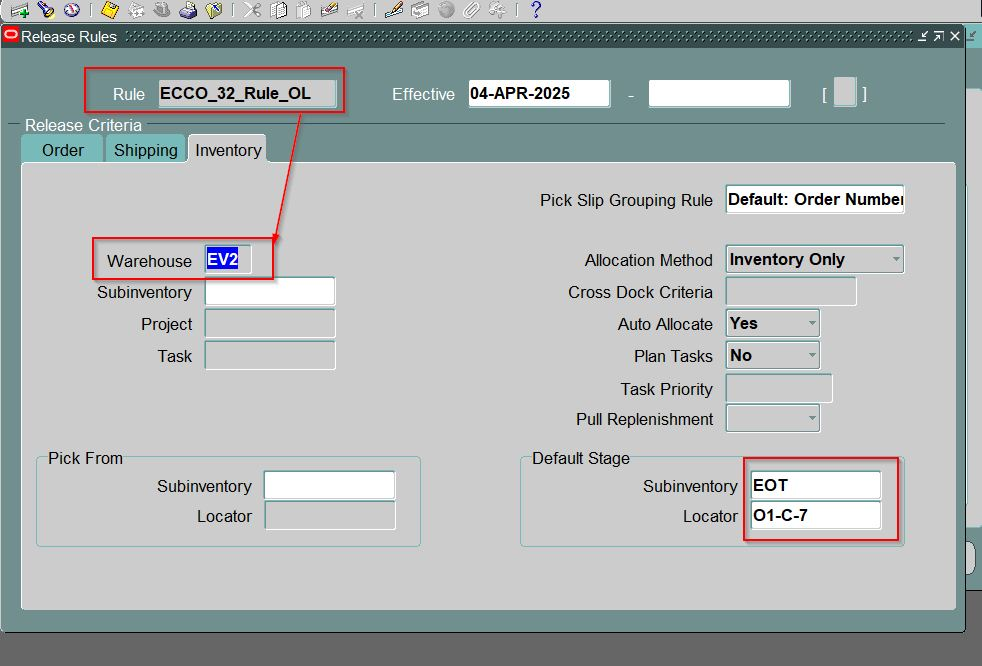 Release Rules
Rule ECCO_32_Rule_OL Effective 04-APR-2025 - [ ]
Release Criteria
Order Shipping Inventory
Pick Slip Grouping Rule Default: Order Number
Warehouse EV2 Allocation Method Inventory Only
Subinventory Cross Dock Criteria
Project Auto Allocate Yes
Task Plan Tasks No
Task Priority
Pull Replenishment
Pick From Default Stage
Subinventory Subinventory EOT
Locator Locator O1-C-7